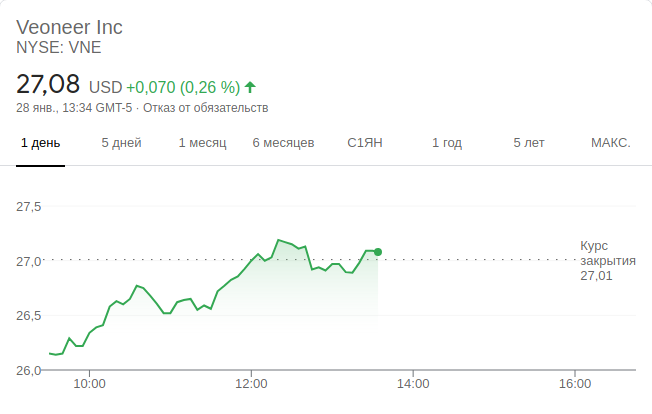 Veoneer Inc
NYSE: VNE
27,08 USD +0,070 (0,26 %)
28 янв., 13:34 GMT-5 · Отказ от обязательств
1 день 5 дней 1 месяц 6 месяцев С1ЯН 1 год 5 лет МАКС.
27,5
27,0
26,5
26,0
Курс
закрытия
27,01
10:00 12:00 14:00 16:00